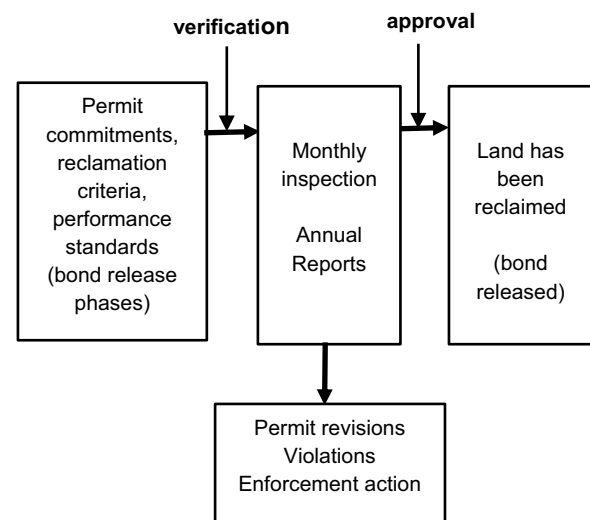 verification
approval
Permit
commitments,
reclamation
criteria,
performance
standards
(bond release
phases)
Monthly
inspection
Annual
Reports
Land has
been
reclaimed
(bond
released)
Permit revisions
Violations
Enforcement action